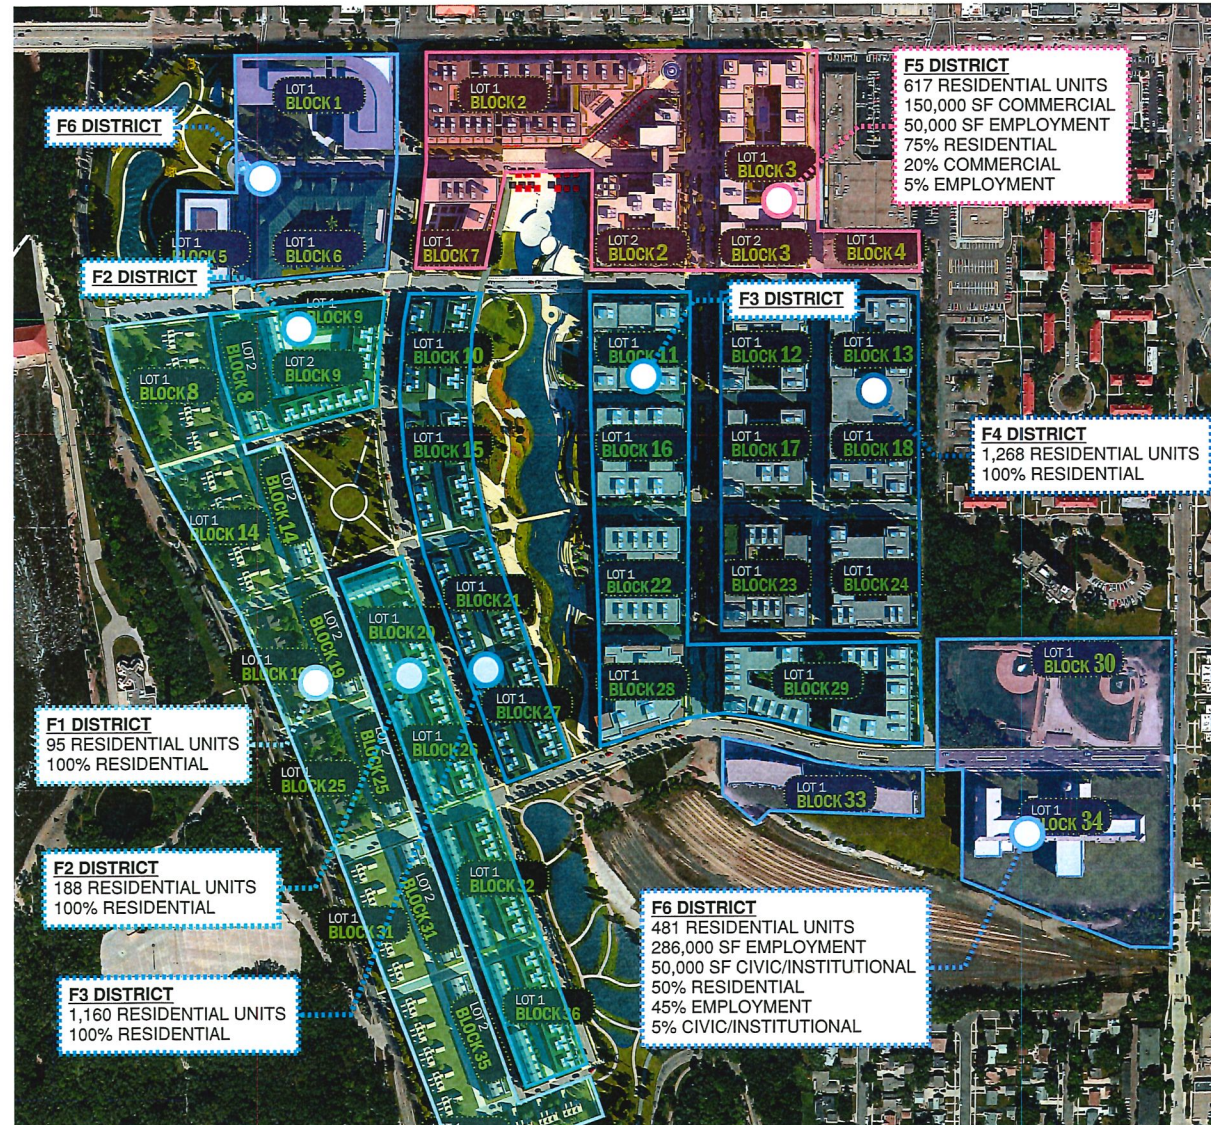 LOT 1
BLOCK 1
LOT 1
BLOCK 2
F5 DISTRICT
617 RESIDENTIAL UNITS
150,000 SF COMMERCIAL
50,000 SF EMPLOYMENT
75% RESIDENTIAL
20% COMMERCIAL
5% EMPLOYMENT
F6 DISTRICT
LOT 1
BLOCK 3
LOT 1
BLOCK 5
LOT 1
BLOCK 6
LOT 1
BLOCK 7
LOT 2
BLOCK 2
LOT 2
BLOCK 3
LOT 1
BLOCK 4
F2 DISTRICT
F3 DISTRICT
LOT 1
BLOCK 9
LOT 2
BLOCK 9
LOT 1
BLOCK 8
LOT 2
BLOCK 8
LOT 1
BLOCK 10
LOT 1
BLOCK 11
LOT 1
BLOCK 12
LOT 1
BLOCK 13
F4 DISTRICT
1,268 RESIDENTIAL UNITS
100% RESIDENTIAL
LOT 1
BLOCK 15
LOT 1
BLOCK 16
LOT 1
BLOCK 17
LOT 1
BLOCK 18
LOT 1
BLOCK 14
LOT 2
BLOCK 14
LOT 1
BLOCK 21
LOT 1
BLOCK 22
LOT 1
BLOCK 23
LOT 1
BLOCK 24
LOT 1
BLOCK 20
LOT 2
BLOCK 19
LOT 1
LOT 1
BLOCK 27
LOT 1
BLOCK 28
LOT 1
BLOCK 29
LOT 1
BLOCK 30
F1 DISTRICT
95 RESIDENTIAL UNITS
100% RESIDENTIAL
LOT 1
BLOCK 26
LOT 1
BLOCK 25
LOT 2
BLOCK 25
LOT 1
BLOCK 33
LOT 1
BLOCK 34
F2 DISTRICT
188 RESIDENTIAL UNITS
100% RESIDENTIAL
LOT 1
BLOCK 32
LOT 1
BLOCK 31
LOT 2
BLOCK 31
F6 DISTRICT
481 RESIDENTIAL UNITS
286,000 SF EMPLOYMENT
50,000 SF CIVIC/INSTITUTIONAL
50% RESIDENTIAL
45% EMPLOYMENT
5% CIVIC/INSTITUTIONAL
F3 DISTRICT
1,160 RESIDENTIAL UNITS
100% RESIDENTIAL
LOT 2
BLOCK 35
LOT 1
BLOCK 36